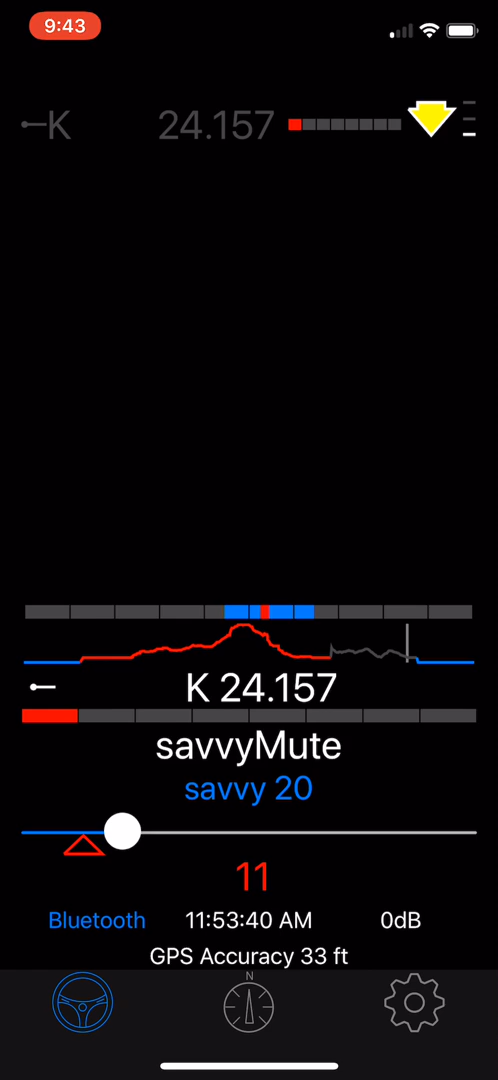 9:43
K 24.157
K 24.157
savvyMute
savvy 20
11
Bluetooth 11:53:40 AM 0dB
GPS Accuracy 33 ft
N